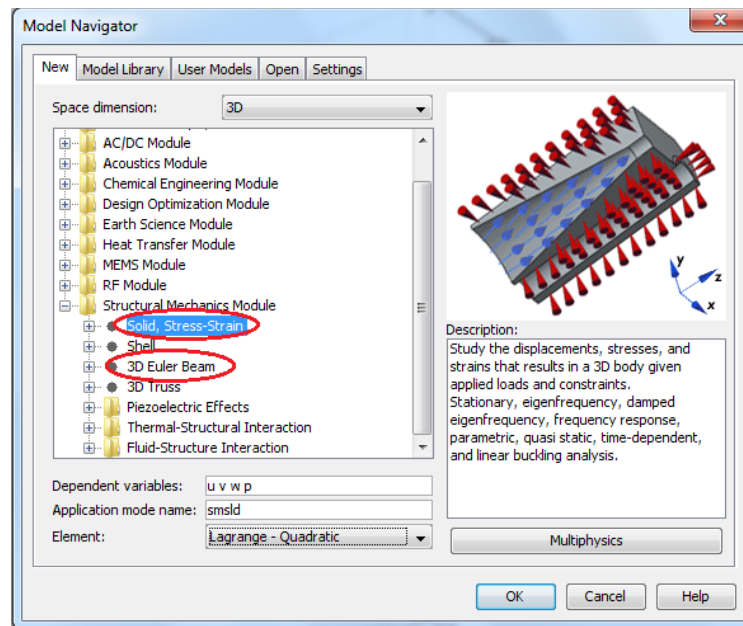 Model Navigator
New Model Library User Models Open Settings
Space dimension: 3D
AC/DC Module
Acoustics Module
Chemical Engineering Module
Design Optimization Module
Earth Science Module
Heat Transfer Module
MEMS Module
RF Module
Structural Mechanics Module
Solid, Stress-Strain
Shell
3D Euler Beam
3D Truss
Piezoelectric Effects
Thermal-Structural Interaction
Fluid-Structure Interaction
Dependent variables: u v w p
Application mode name: smsld
Element: Lagrange - Quadratic
y
z
x
Description:
Study the displacements, stresses, and
strains that results in a 3D body given
applied loads and constraints.
Stationary, eigenfrequency, damped
eigenfrequency, frequency response,
parametric, quasi static, time-dependent,
and linear buckling analysis.
Multiphysics
OK Cancel Help